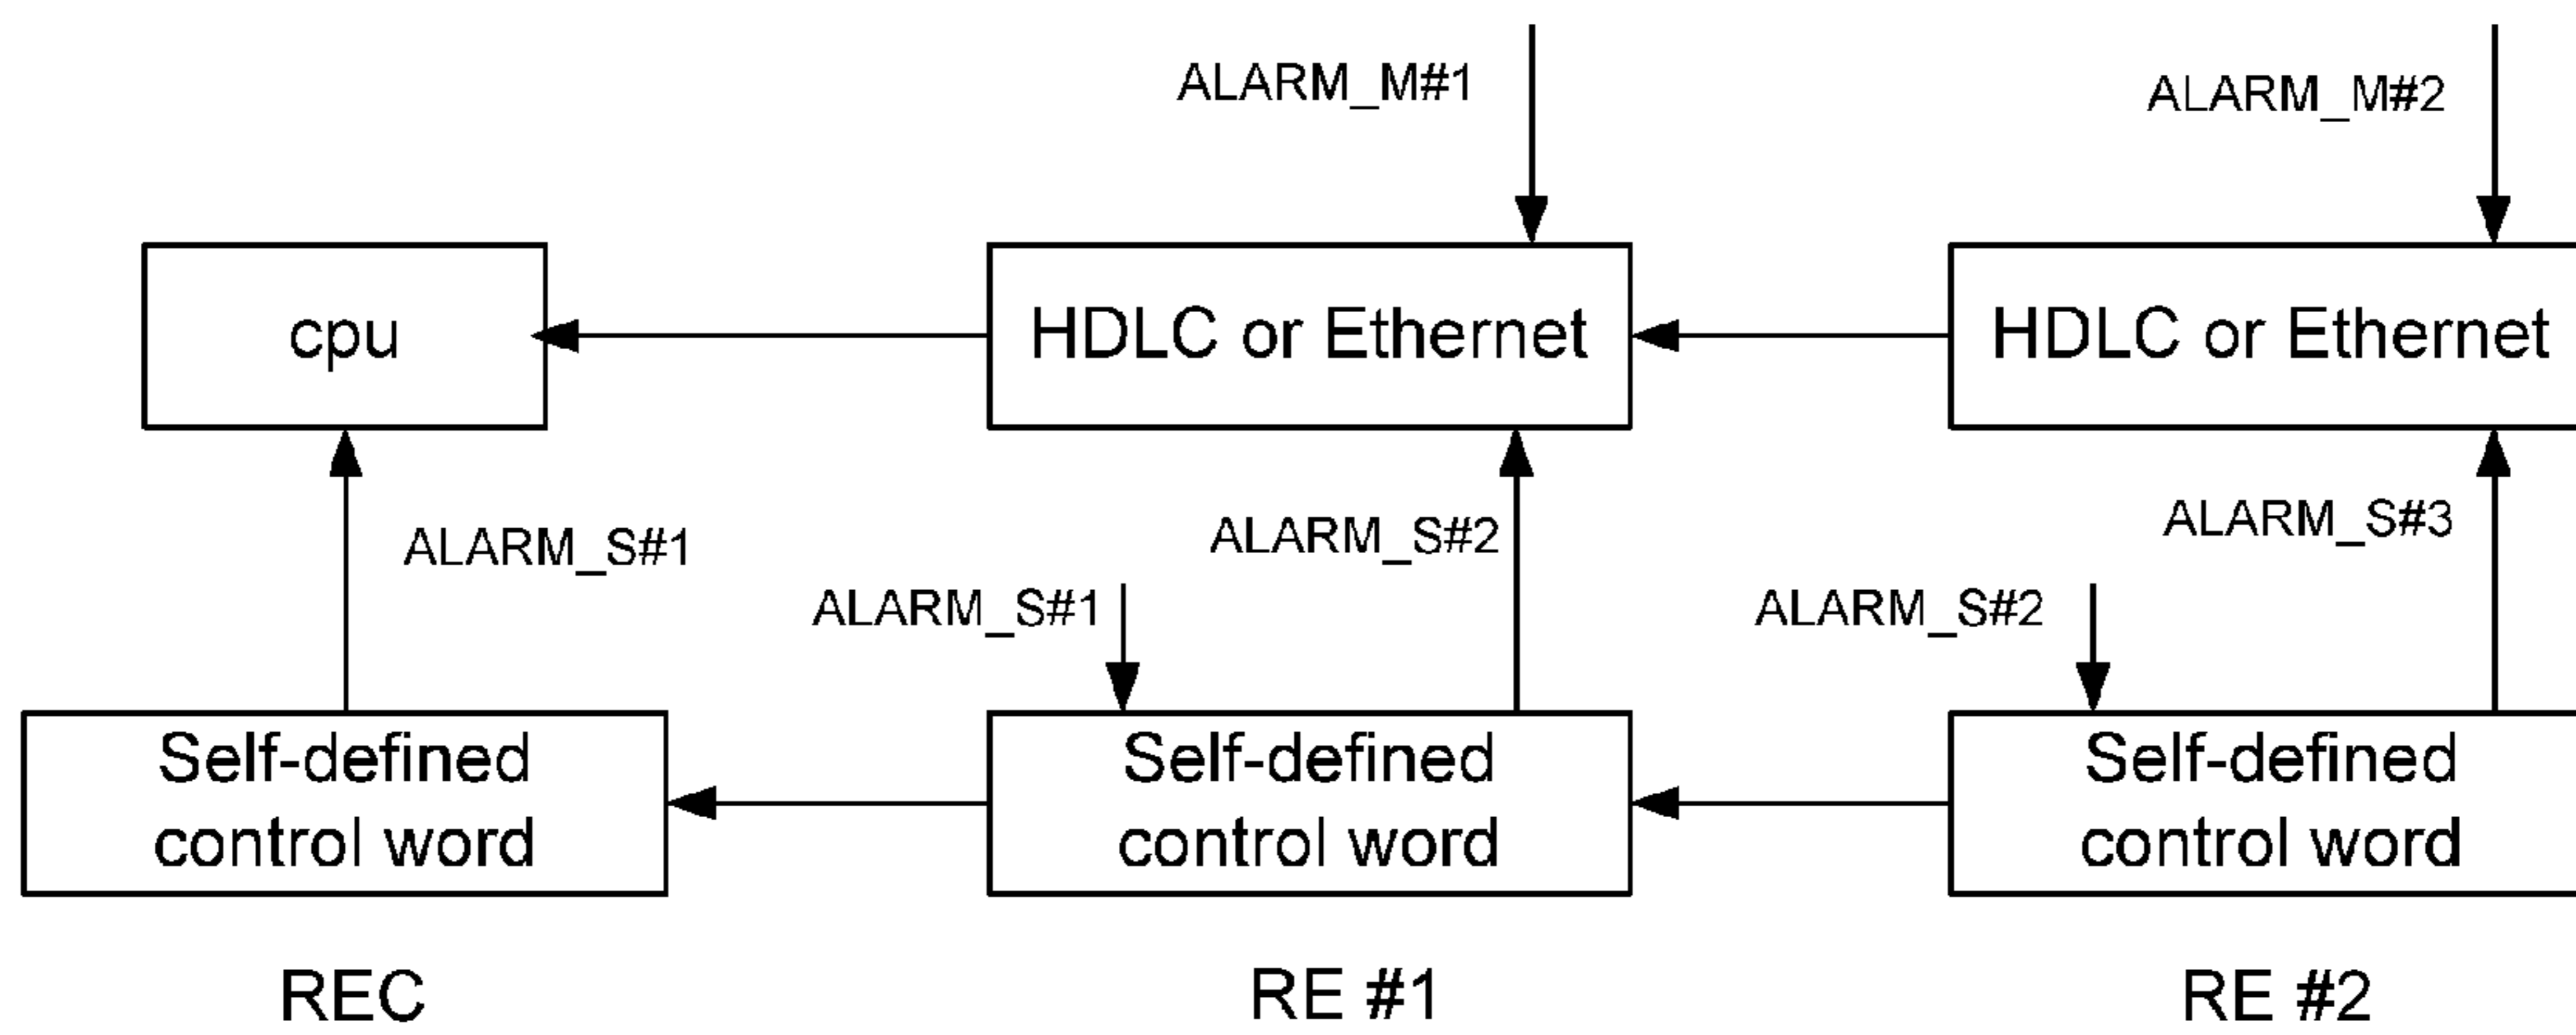 ALARM_M#1
ALARM_M#2
cpu
HDLC or Ethernet
HDLC or Ethernet
ALARM_S#1
ALARM_S#2
ALARM_S#3
ALARM_S#1
ALARM_S#2
Self-defined
control word
Self-defined
control word
Self-defined
control word
REC
RE #1
RE #2